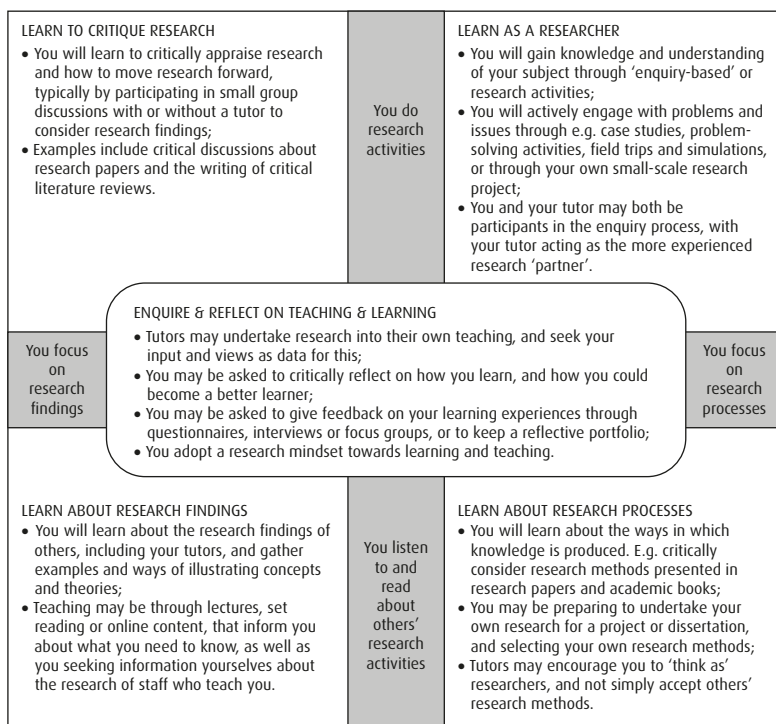 LEARN TO CRITIQUE RESEARCH
• You will learn to critically appraise research
and how to move research forward,
typically by participating in small group
discussions with or without a tutor to
consider research findings;
• Examples include critical discussions about
research papers and the writing of critical
literature reviews.
You do
research
activities
LEARN AS A RESEARCHER
• You will gain knowledge and understanding
of your subject through ‘enquiry-based’ or
research activities;
• You will actively engage with problems and
issues through e.g. case studies, problem-
solving activities, field trips and simulations,
or through your own small-scale research
project;
• You and your tutor may both be
participants in the enquiry process, with
your tutor acting as the more experienced
research ‘partner’.
You focus
on
research
findings
ENQUIRE & REFLECT ON TEACHING & LEARNING
• Tutors may undertake research into their own teaching, and seek your
input and views as data for this;
• You may be asked to critically reflect on how you learn, and how you could
become a better learner;
• You may be asked to give feedback on your learning experiences through
questionnaires, interviews or focus groups, or to keep a reflective portfolio;
• You adopt a research mindset towards learning and teaching.
You focus
on
research
processes
LEARN ABOUT RESEARCH FINDINGS
• You will learn about the research findings of
others, including your tutors, and gather
examples and ways of illustrating concepts
and theories;
• Teaching may be through lectures, set
reading or online content, that inform you
about what you need to know, as well as
you seeking information yourselves about
the research of staff who teach you.
You listen
to and
read
about
others’
research
activities
LEARN ABOUT RESEARCH PROCESSES
• You will learn about the ways in which
knowledge is produced. E.g. critically
consider research methods presented in
research papers and academic books;
• You may be preparing to undertake your
own research for a project or dissertation,
and selecting your own research methods;
• Tutors may encourage you to ‘think as’
researchers, and not simply accept others’
research methods.